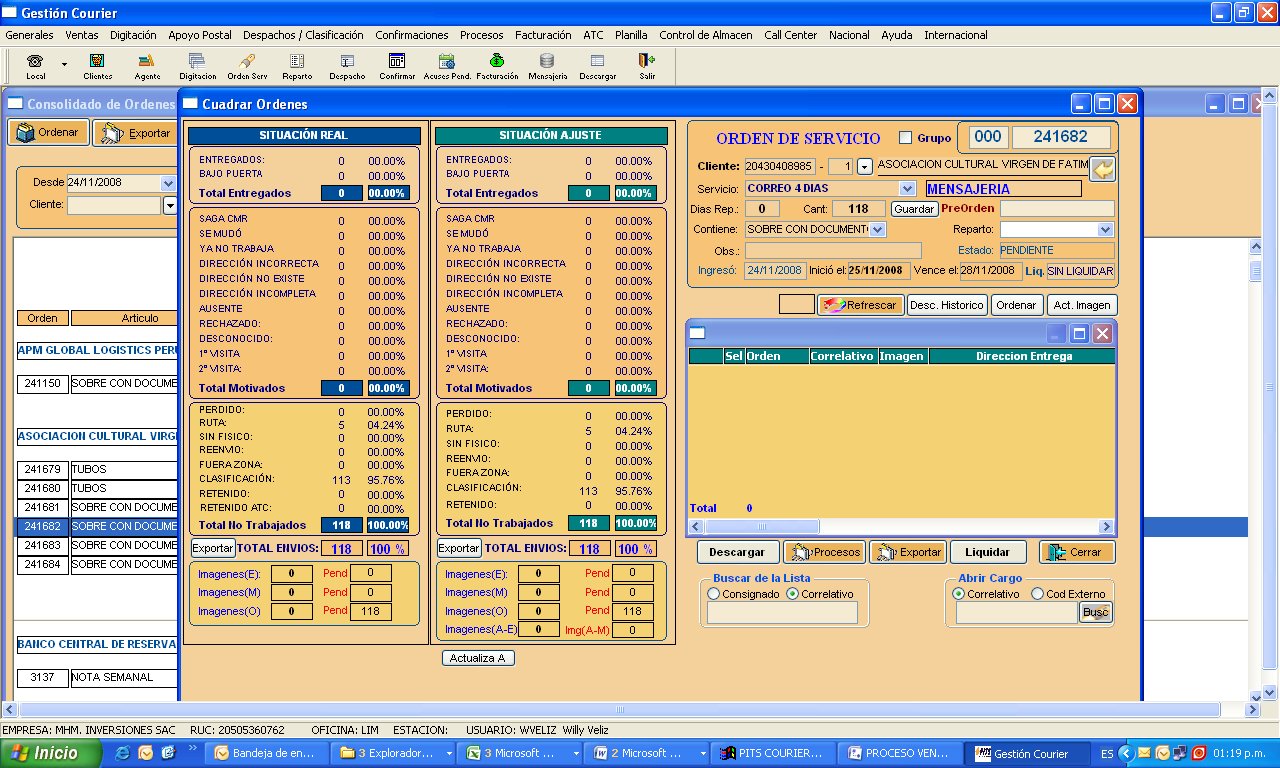 Gestión Courier
Generales Ventas Digitación Apoyo Postal Despachos / Clasificación Confirmaciones Procesos Facturación ATC Planilla Control de Almacen Call Center Nacional Ayuda Internacional
Local Clientes Agente Digitacion Orden Serv Reparto Despacho Confirmar Acuses Pend. Facturación Mensajeria Descargar Salir
Consolidado de Ordenes
Ordenar Exportar
Desde 24/11/2008
Cliente:
Orden Articulo
APM GLOBAL LOGISTICS PER
241150 SOBRE CON DOCUME
ASOCIACION CULTURAL VIRG
241679 TUBOS
241680 TUBOS
241681 SOBRE CON DOCUME
241682 SOBRE CON DOCUME
241683 SOBRE CON DOCUME
241684 SOBRE CON DOCUME
BANCO CENTRAL DE RESERVA
3137 NOTA SEMANAL
Cuadrar Ordenes
SITUACIÓN REAL
ENTREGADOS: 0 00.00%
BAJO PUERTA 0 00.00%
Total Entregados 0 00.00%
SAGA CMR 0 00.00%
SE MUDÓ 0 00.00%
YA NO TRABAJA 0 00.00%
DIRECCIÓN INCORRECTA 0 00.00%
DIRECCIÓN NO EXISTE 0 00.00%
DIRECCIÓN INCOMPLETA 0 00.00%
AUSENTE 0 00.00%
RECHAZADO: 0 00.00%
DESCONOCIDO: 0 00.00%
1ª VISITA 0 00.00%
2ª VISITA: 0 00.00%
Total Motivados 0 00.00%
PERDIDO: 0 00.00%
RUTA: 5 04.24%
SIN FISICO: 0 00.00%
REENVIO: 0 00.00%
FUERA ZONA: 0 00.00%
CLASIFICACIÓN: 113 95.76%
RETENIDO: 0 00.00%
RETENIDO ATC: 0 00.00%
Total No Trabajados 118 100.00%
Exportar TOTAL ENVIOS: 118 100 %
Imagenes(E): 0 Pend 0
Imagenes(M) 0 Pend 0
Imagenes(O) 0 Pend 118
SITUACIÓN AJUSTE
ENTREGADOS: 0 00.00%
BAJO PUERTA 0 00.00%
Total Entregados 0 00.00%
SAGA CMR 0 00.00%
SE MUDÓ 0 00.00%
YA NO TRABAJA 0 00.00%
DIRECCIÓN INCORRECTA 0 00.00%
DIRECCIÓN NO EXISTE 0 00.00%
DIRECCIÓN INCOMPLETA 0 00.00%
AUSENTE 0 00.00%
RECHAZADO: 0 00.00%
DESCONOCIDO: 0 00.00%
1ª VISITA 0 00.00%
2ª VISITA: 0 00.00%
Total Motivados 0 00.00%
PERDIDO: 0 00.00%
RUTA: 5 04.24%
SIN FISICO: 0 00.00%
REENVIO: 0 00.00%
FUERA ZONA: 0 00.00%
CLASIFICACIÓN: 113 95.76%
RETENIDO: 0 00.00%
Total No Trabajados 118 100.00%
Exportar TOTAL ENVIOS: 118 100 %
Imagenes(E): 0 Pend 0
Imagenes(M) 0 Pend 0
Imagenes(O) 0 Pend 118
Imagenes(A-E) 0 Img(A-M) 0
Actualiza A
ORDEN DE SERVICIO Grupo 000 241682
Cliente: 20430408985 - 1 ASOCIACION CULTURAL VIRGEN DE FATIM
Servicio: CORREO 4 DIAS MENSAJERIA
Dias Rep.: 0 Cant: 118 Guardar PreOrden
Contiene: SOBRE CON DOCUMENT Reparto:
Obs.: Estado: PENDIENTE
Ingresó: 24/11/2008 Inició el: 25/11/2008 Vence el: 28/11/2008 Liq. SIN LIQUIDAR
Refrescar Desc. Historico Ordenar Act. Imagen
Sel Orden Correlativo Imagen Direccion Entrega
Total 0
Descargar Procesos Exportar Liquidar Cerrar
Buscar de la Lista
Consignado Correlativo
Abrir Cargo
Correlativo Cod Externo
Busc
EMPRESA: MHM. INVERSIONES SAC RUC: 20505360762 OFICINA: LIM ESTACION: USUARIO: WVELIZ Willy Veliz
Inicio » Bandeja de en... 3 Explorador... 3 Microsoft ... 2 Microsoft ... PITS COURIER... PROCESO VEN... Gestión Courier ES 01:19 p.m.